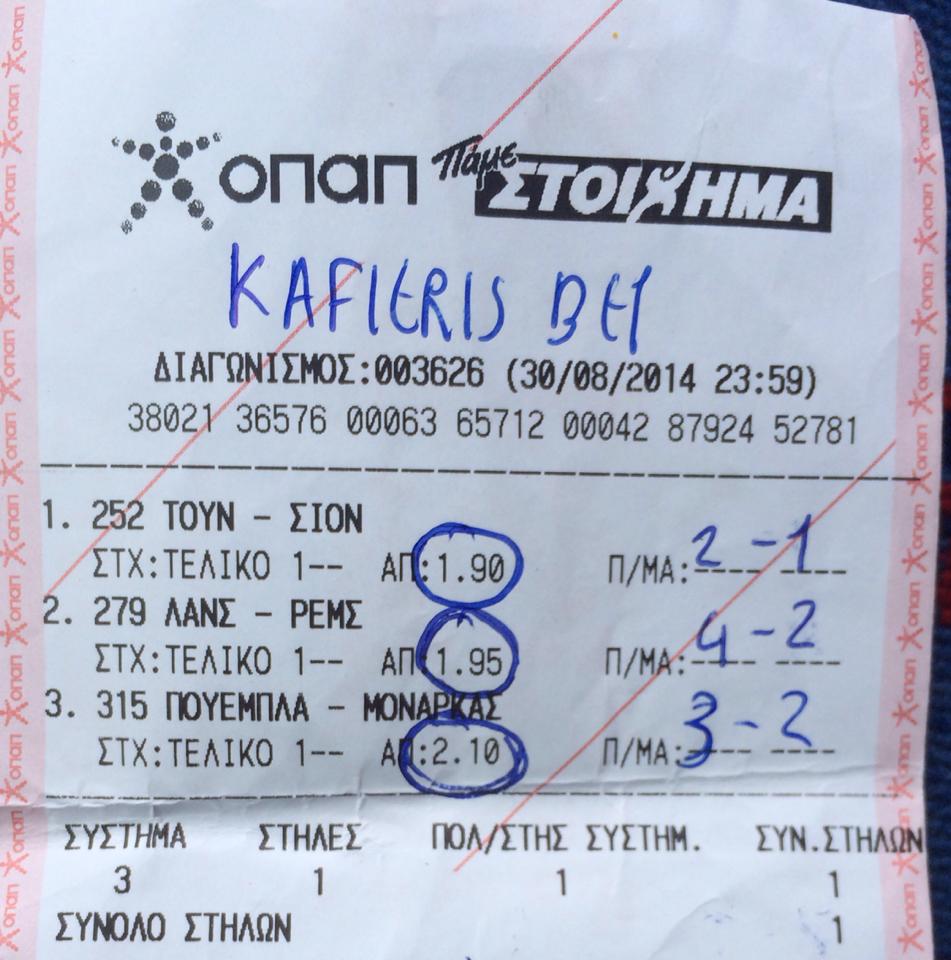 οπαπ Πάμε ΣΤΟΙΧΗΜΑ
KAFIERIS BET
ΔΙΑΓΩΝΙΣΜΟΣ:003626 (30/08/2014 23:59)
38021 36576 00063 65712 00042 87924 52781
1. 252 ΤΟΥΝ - ΣΙΟΝ
ΣΤΧ:ΤΕΛΙΚΟ 1-- ΑΠ:1.90 Π/ΜΑ: 2 - 1
2. 279 ΛΑΝΣ - ΡΕΜΣ
ΣΤΧ:ΤΕΛΙΚΟ 1-- ΑΠ:1.95 Π/ΜΑ: 4 - 2
3. 315 ΠΟΥΕΜΠΛΑ - ΜΟΝΑΡΚΑΣ
ΣΤΧ:ΤΕΛΙΚΟ 1-- ΑΠ:2.10 Π/ΜΑ: 3 - 2
ΣΥΣΤΗΜΑ ΣΤΗΛΕΣ ΠΟΛ/ΣΤΗΣ ΣΥΣΤΗΜ. ΣΥΝ.ΣΤΗΛΩΝ
3 1 1 1
ΣΥΝΟΛΟ ΣΤΗΛΩΝ 1